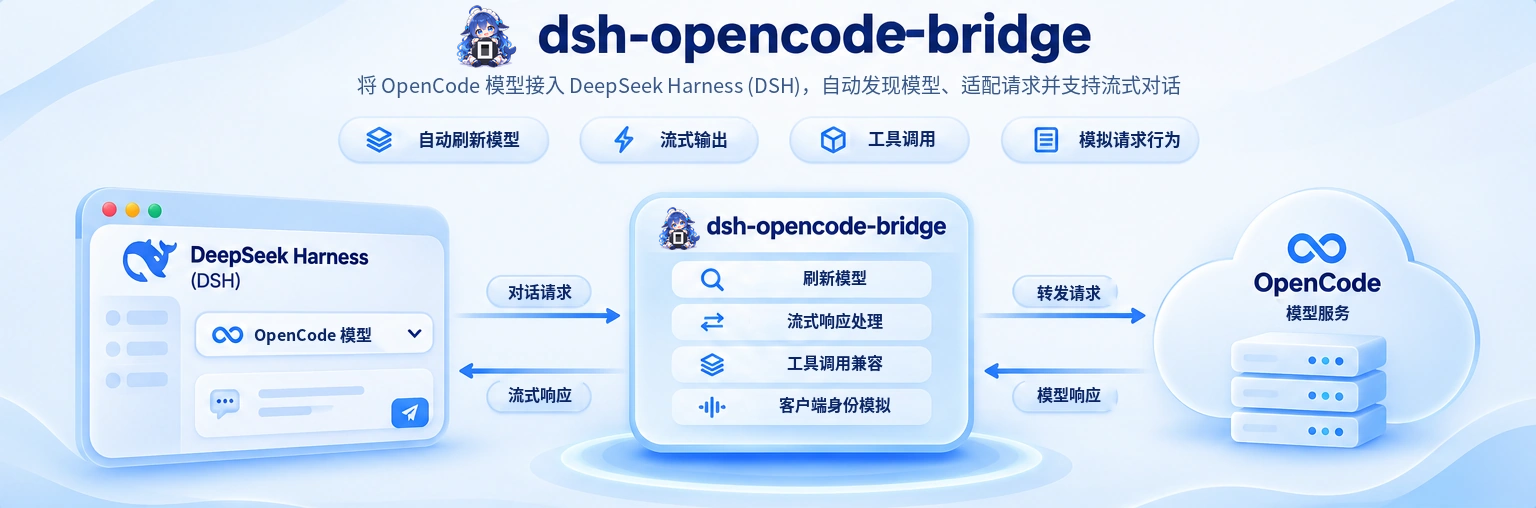 dsh-opencode-bridge
将 OpenCode 模型接入 DeepSeek Harness (DSH)，自动发现模型、适配请求并支持流式对话
自动刷新模型
流式输出
工具调用
模拟请求行为
DeepSeek Harness
(DSH)
OpenCode 模型
对话请求
流式响应
dsh-opencode-bridge
刷新模型
流式响应处理
工具调用兼容
客户端身份模拟
转发请求
模型响应
OpenCode
模型服务